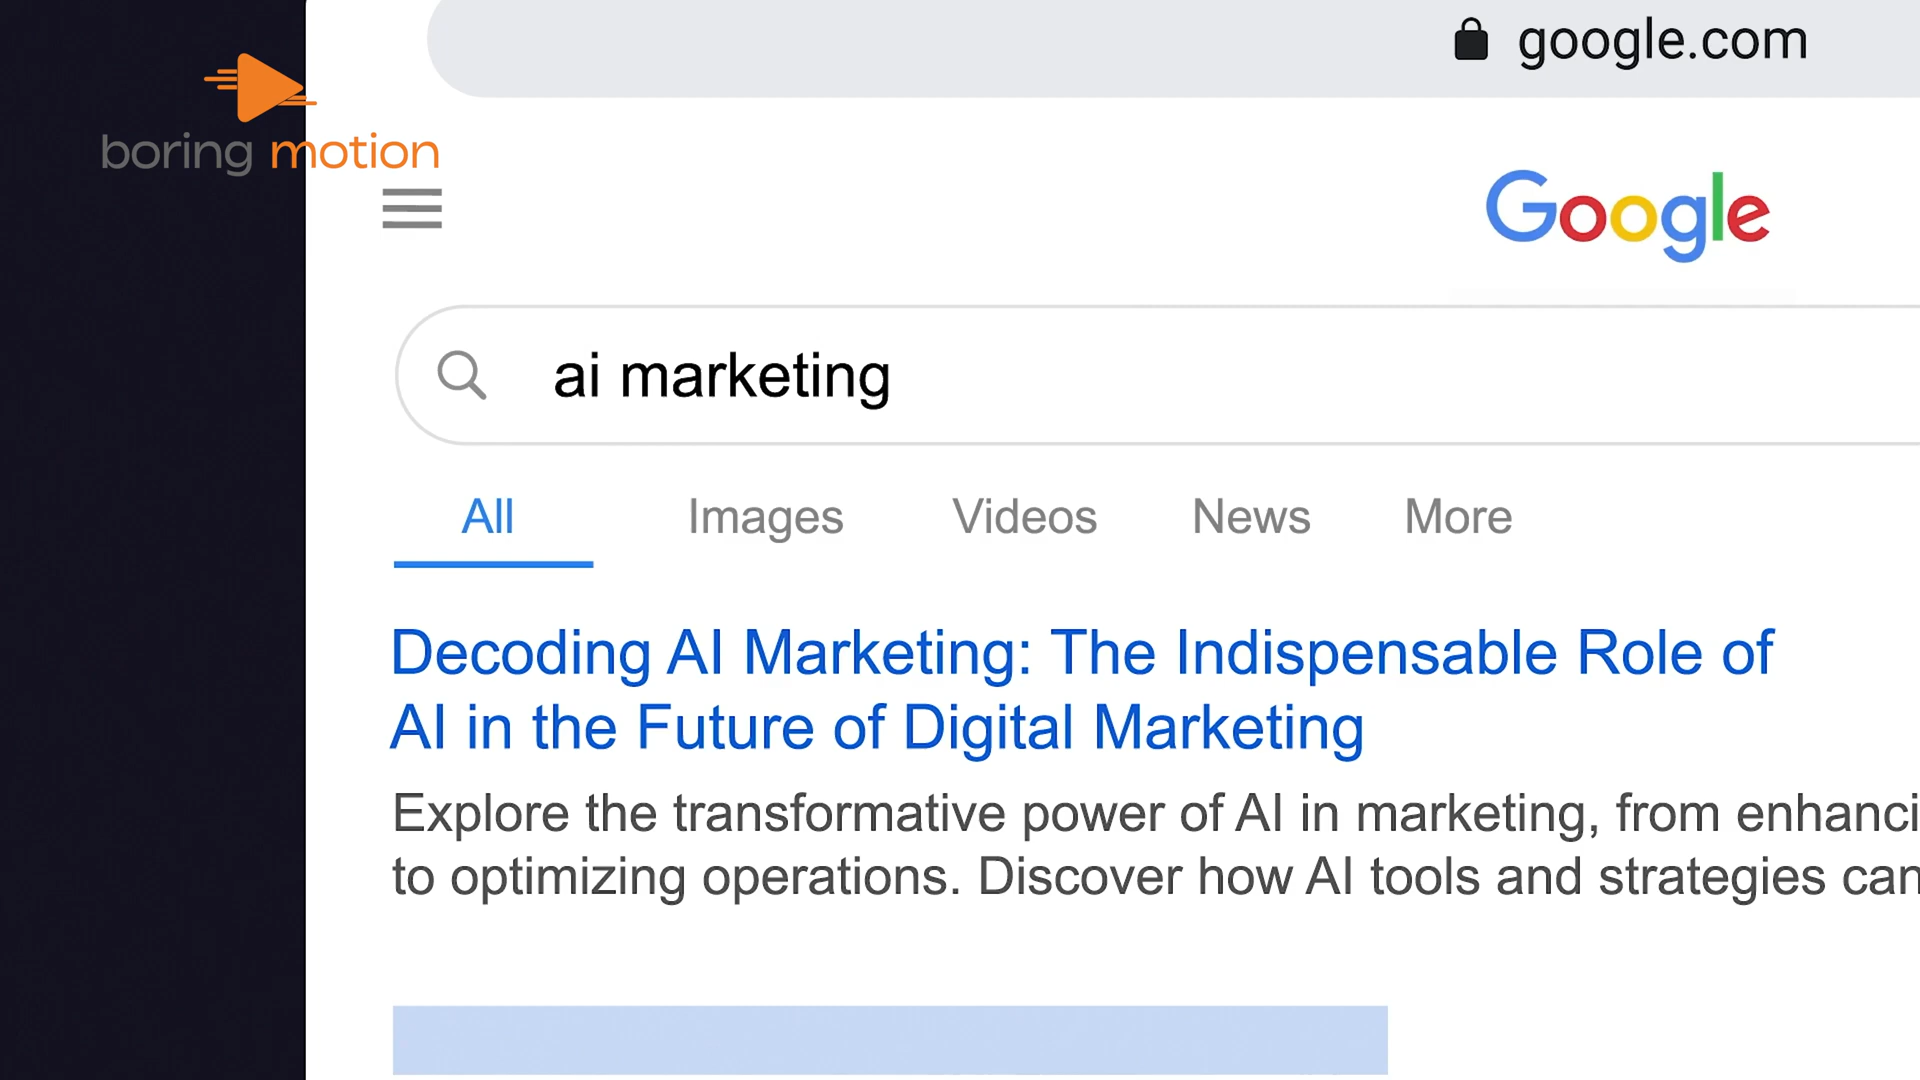 google.com
boring motion
Google
ai marketing
All Images Videos News More
Decoding AI Marketing: The Indispensable Role of
AI in the Future of Digital Marketing
Explore the transformative power of AI in marketing, from
to optimizing operations. Discover how AI tools and strategies can